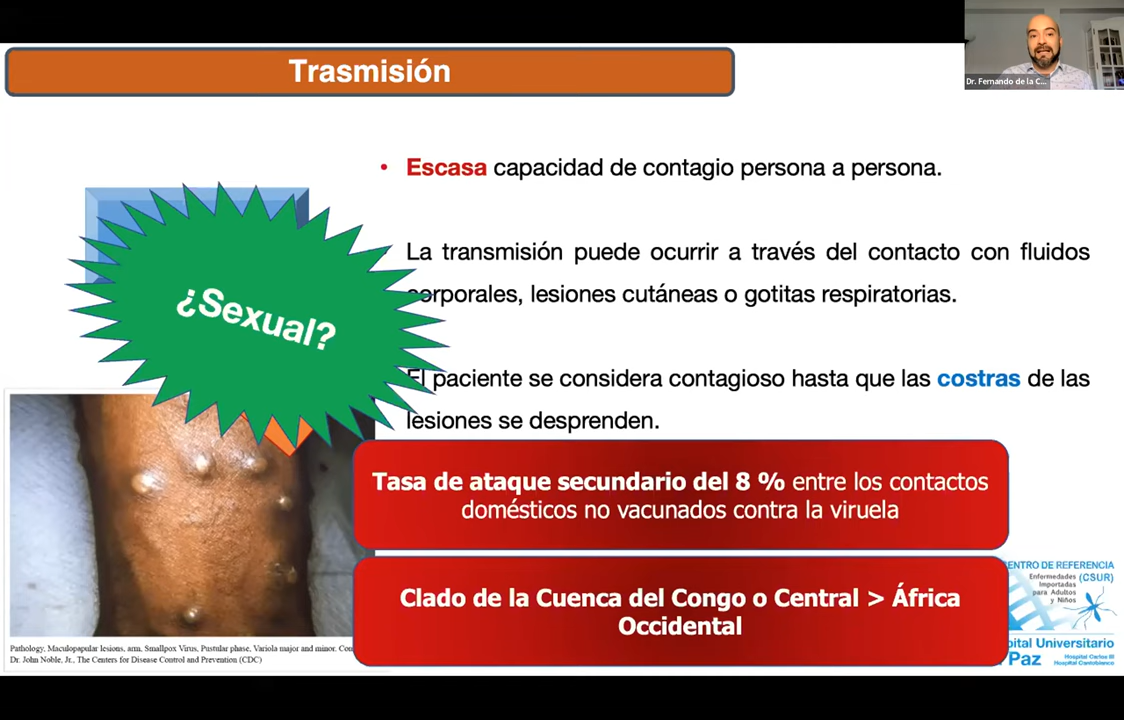 Trasmisión
Dr. Fernando de la C...
• Escasa capacidad de contagio persona a persona.
La transmisión puede ocurrir a través del contacto con fluidos
corporales, lesiones cutáneas o gotitas respiratorias.
¿Sexual?
El paciente se considera contagioso hasta que las costras de las
lesiones se desprenden.
Tasa de ataque secundario del 8 % entre los contactos
domésticos no vacunados contra la viruela
Clado de la Cuenca del Congo o Central > África
Occidental
Pathology, Maculopapular lesions, arm, Smallpox Virus, Pustular phase, Variola major and minor.
Dr. John Noble, Jr., The Centers for Disease Control and Prevention (CDC)
ENTRO DE REFERENCIA
Enfermedades (CSUR)
Importadas
para Adultos
y Niños
pital Universitario
Paz
Hospital Carlos III
Hospital Cantoblanco